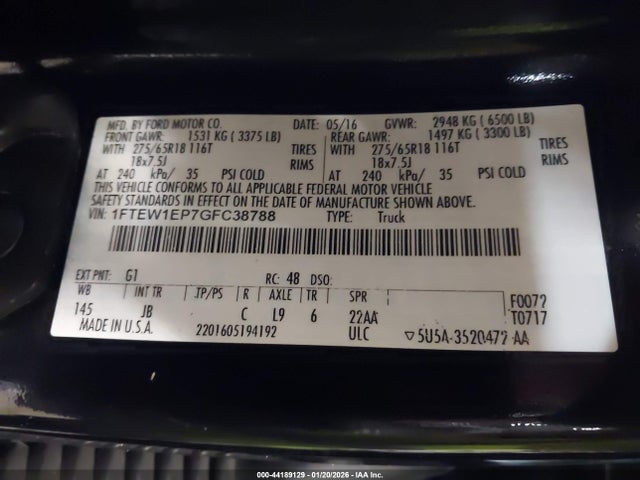 MFD. BY FORD MOTOR CO. DATE: 05/16 GVWR: 2948 KG ( 6500 LB)
FRONT GAWR: 1531 KG ( 3375 LB) REAR GAWR: 1497 KG ( 3300 LB)
WITH 275/65R18 116T TIRES WITH 275/65R18 116T TIRES
18x7.5J RIMS 18x7.5J RIMS
AT 240 kPa/ 35 PSI COLD AT 240 kPa/ 35 PSI COLD
THIS VEHICLE CONFORMS TO ALL APPLICABLE FEDERAL MOTOR VEHICLE
SAFETY STANDARDS IN EFFECT ON THE DATE OF MANUFACTURE SHOWN ABOVE.
VIN: 1FTEW1EP7GFC38788 TYPE: Truck
EXT PNT: G1 RC: 48 DSO: F0072
WB INT TR TP/PS R AXLE TR SPR T0717
145 JB C L9 6 22AA
MADE IN U.S.A. 2201605194192 ULC ▽5U5A-3520472-AA
000-44189129 - 01/20/2026 - IAA Inc.